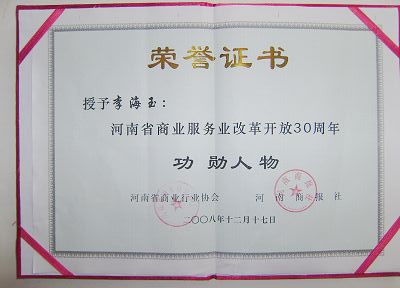 荣誉证书
授予李海玉：
河南省商业服务业改革开放30周年
功勋人物
河南省商业行业协会 河南商报社
二〇〇八年十二月十七日